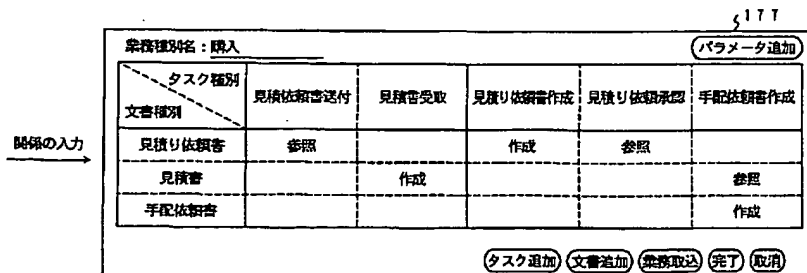 177
業務種別名：購入 パラメータ追加
タスク種別
文書種別 見積依頼書送付 見積書受取 見積り依頼書作成 見積り依頼承認 手配依頼書作成
関係の入力
見積り依頼書 参照 作成 参照
見積書 作成 参照
手配依頼書 作成
タスク追加 文書追加 業務取込 完了 取消